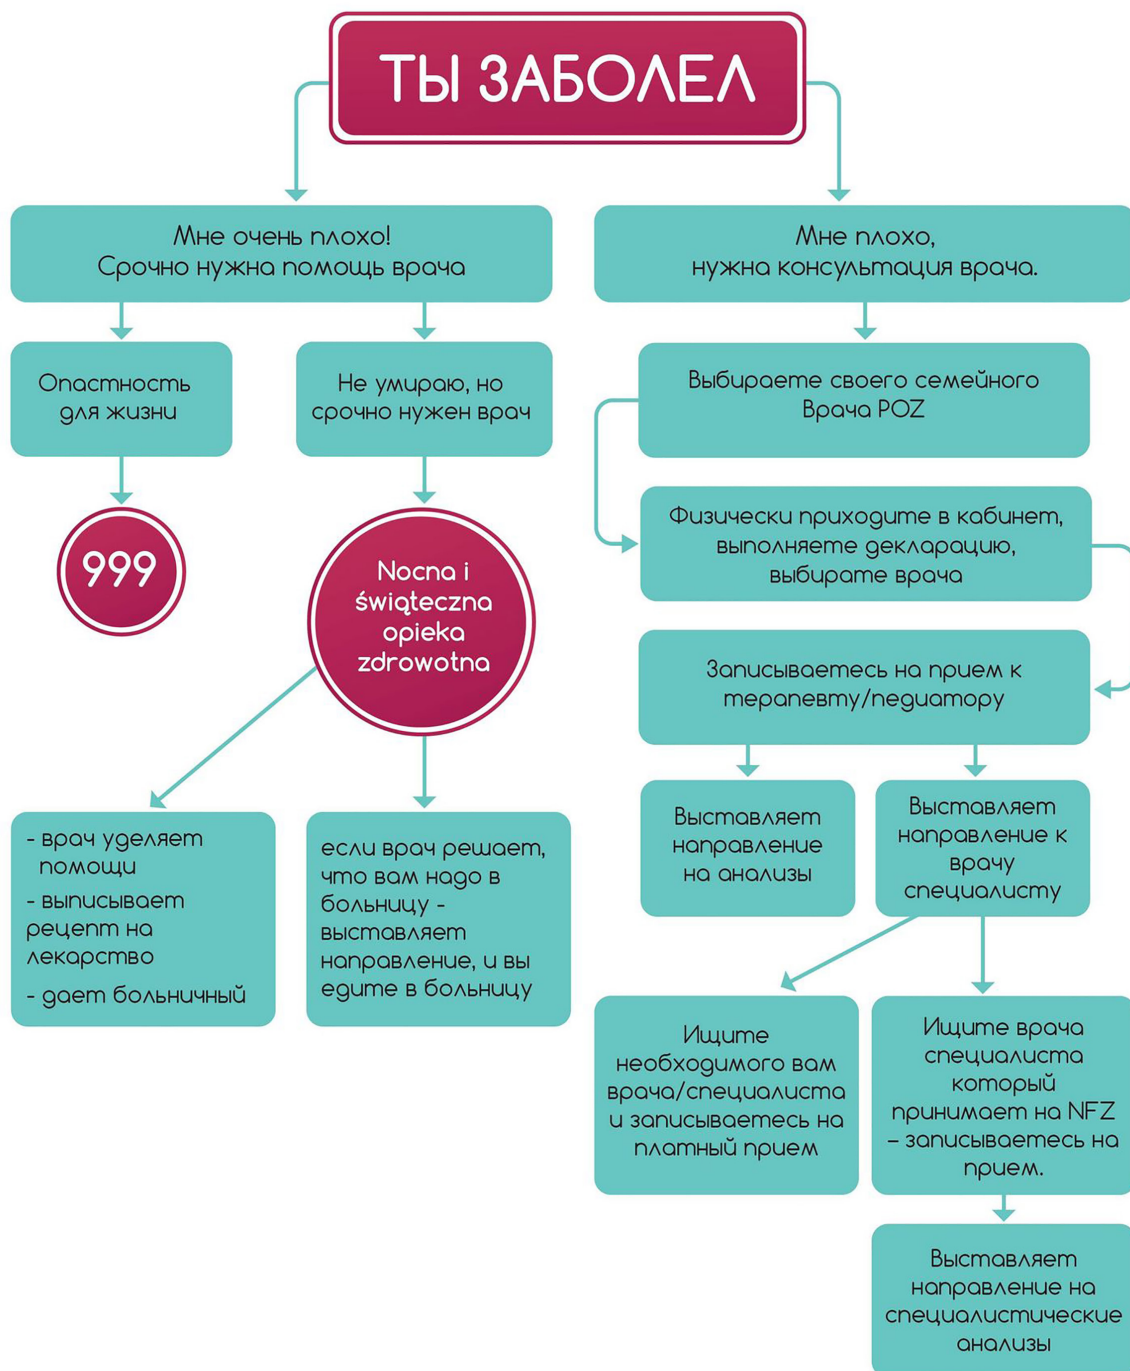 ТЫ ЗАБОЛЕЛ
Мне очень плохо!
Срочно нужна помощь врача
Опастность
для жизни
999
Не умираю, но
срочно нужен врач
Nocna i
świąteczna
opieka
zdrowotna
- врач уделяет
помощи
- выписывает
рецепт на
лекарство
- дает больничный
если врач решает,
что вам надо в
больницу -
выставляет
направление, и вы
едите в больницу
Мне плохо,
нужна консультация врача.
Выбираете своего семейного
Врача POZ
Физически приходите в кабинет,
выполняете декларацию,
выбирате врача
Записываетесь на прием к
терапевту/педиатору
Выставляет
направление
на анализы
Выставляет
направление к
врачу
специалисту
Ищите
необходимого вам
врача/специалиста
и записываетесь на
платный прием
Ищите врача
специалиста
который
принимает на NFZ
– записываетесь на
прием.
Выставляет
направление на
специалистические
анализы